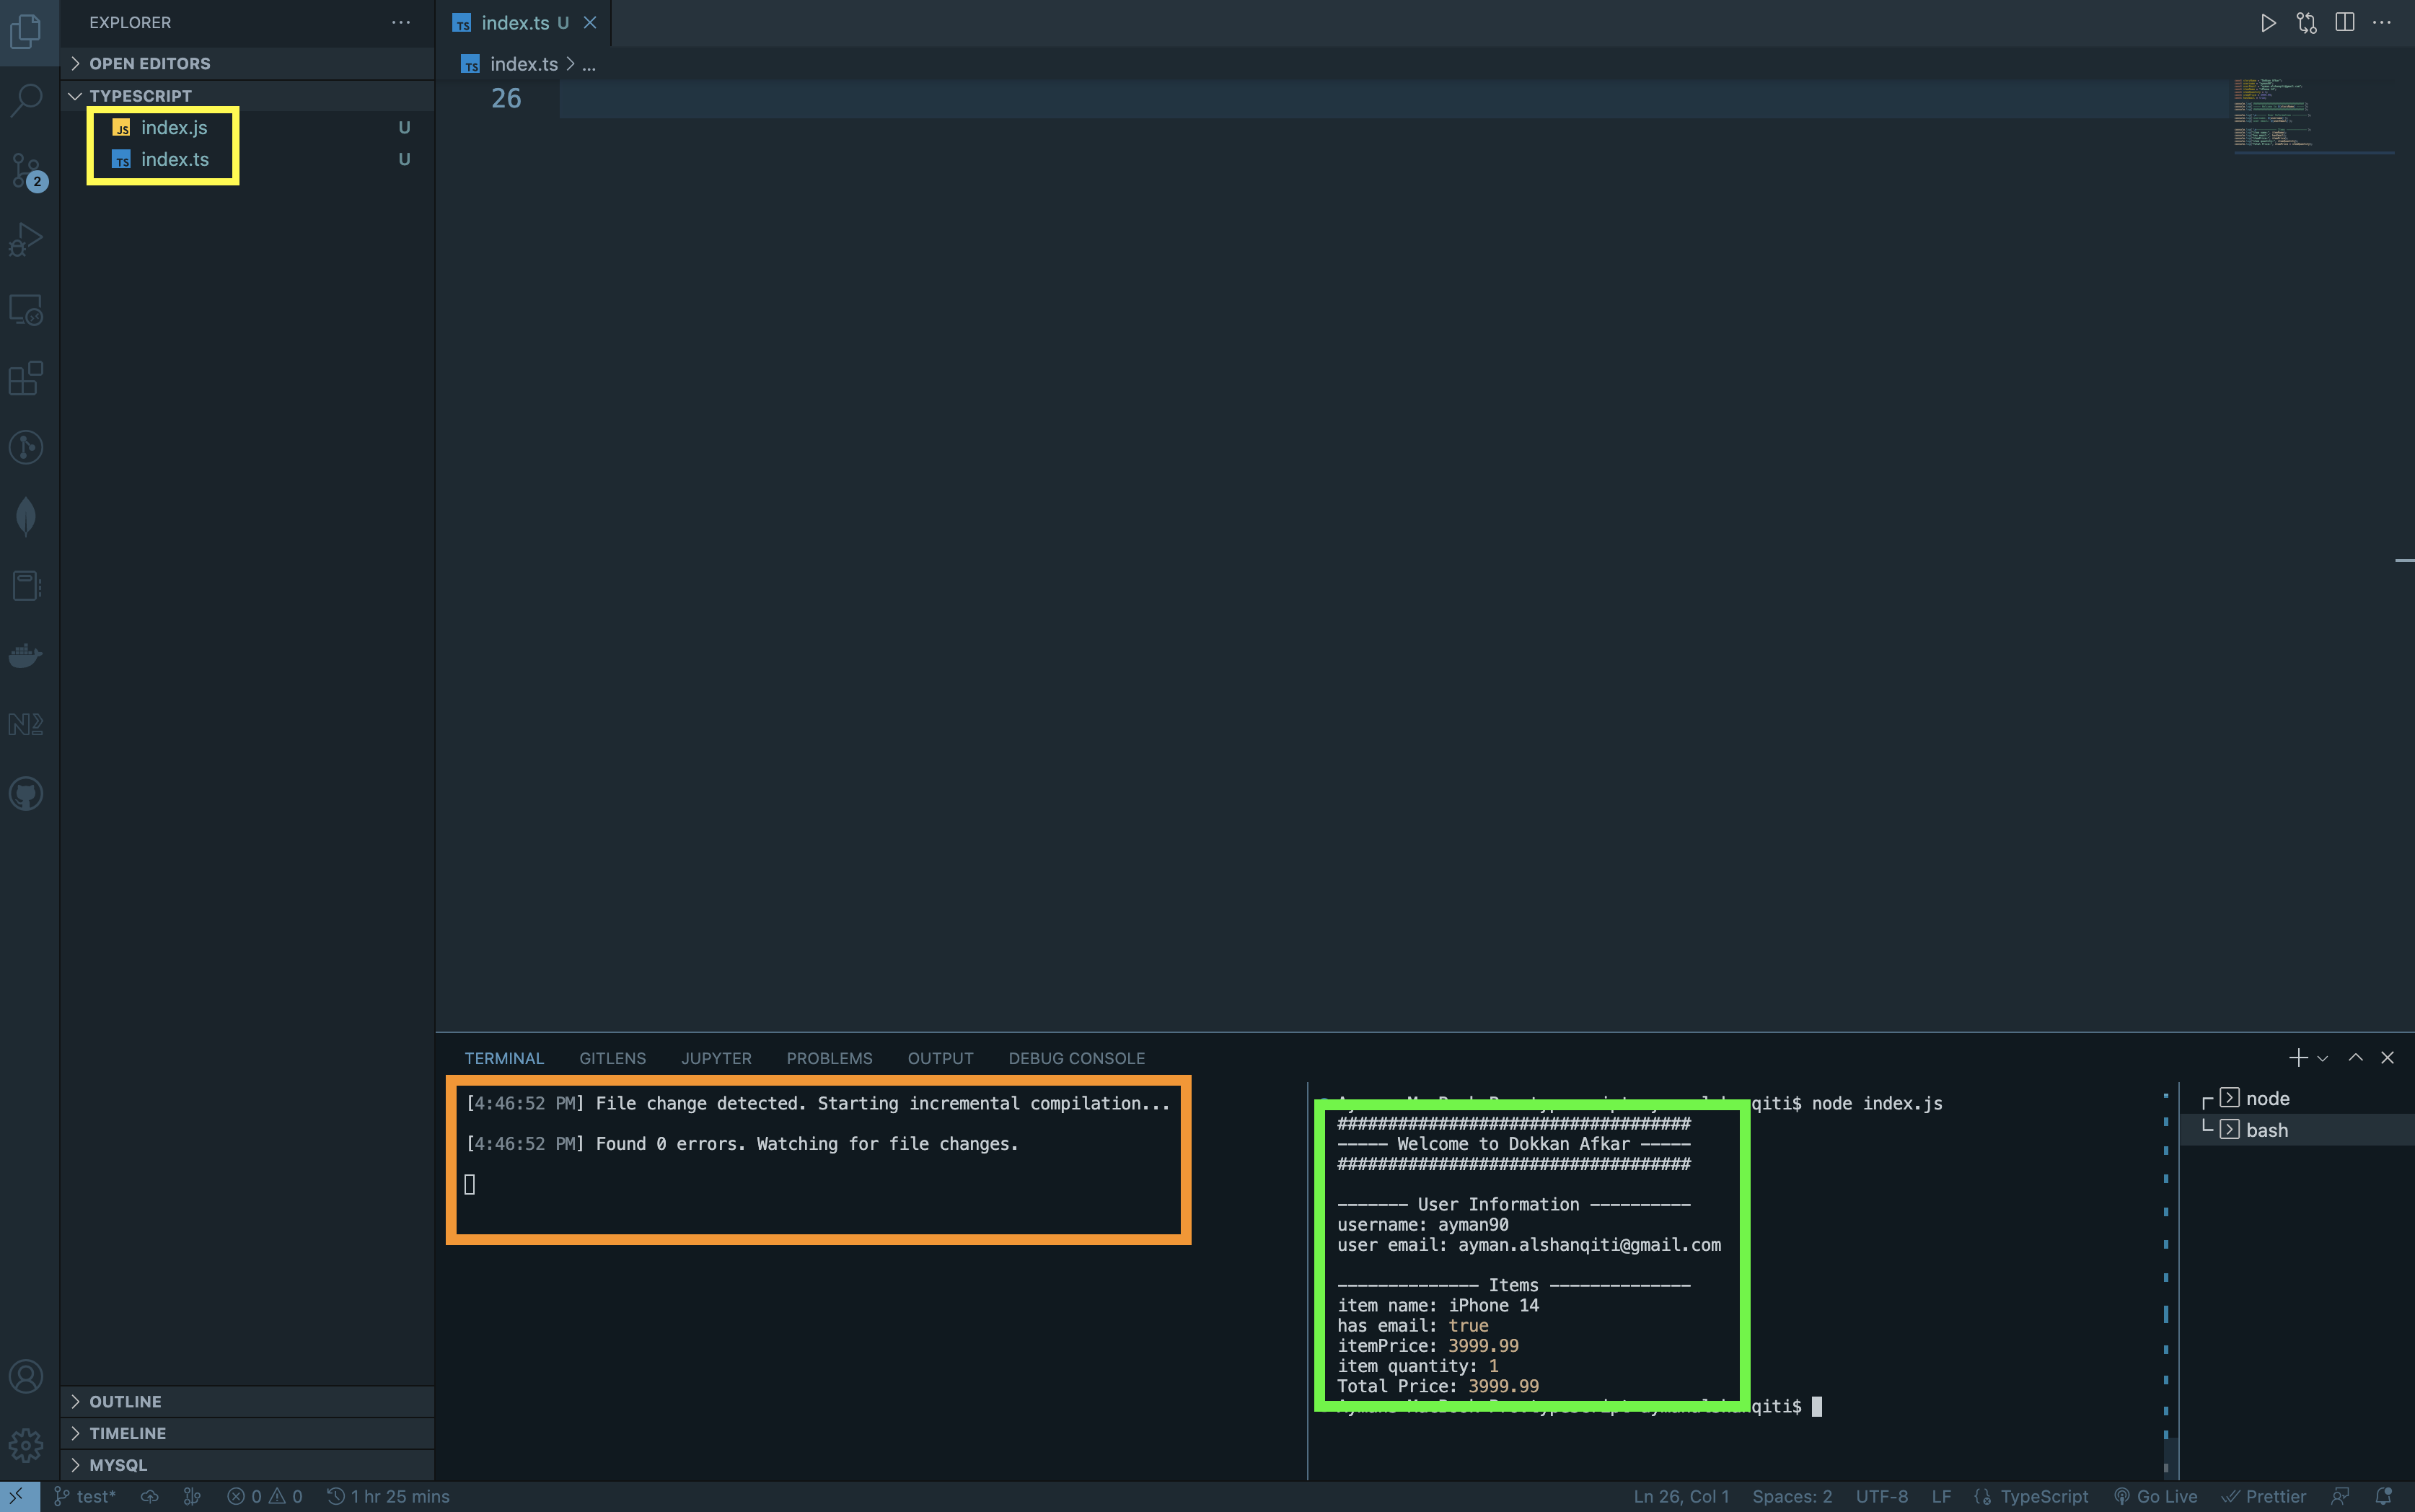 EXPLORER
OPEN EDITORS
TYPESCRIPT
JS index.js U
TS index.ts U
2
TS index.ts U
TS index.ts > ...
26
TERMINAL GITLENS JUPYTER PROBLEMS OUTPUT DEBUG CONSOLE
[4:46:52 PM] File change detected. Starting incremental compilation...
[4:46:52 PM] Found 0 errors. Watching for file changes.
qiti$ node index.js
###################################
----- Welcome to Dokkan Afkar -----
###################################
------- User Information ----------
username: ayman90
user email: ayman.alshanqiti@gmail.com
-------------- Items --------------
item name: iPhone 14
has email: true
itemPrice: 3999.99
item quantity: 1
Total Price: 3999.99
qiti$
node
bash
OUTLINE
TIMELINE
MYSQL
test* 0 0 1 hr 25 mins Ln 26, Col 1 Spaces: 2 UTF-8 LF TypeScript Go Live Prettier